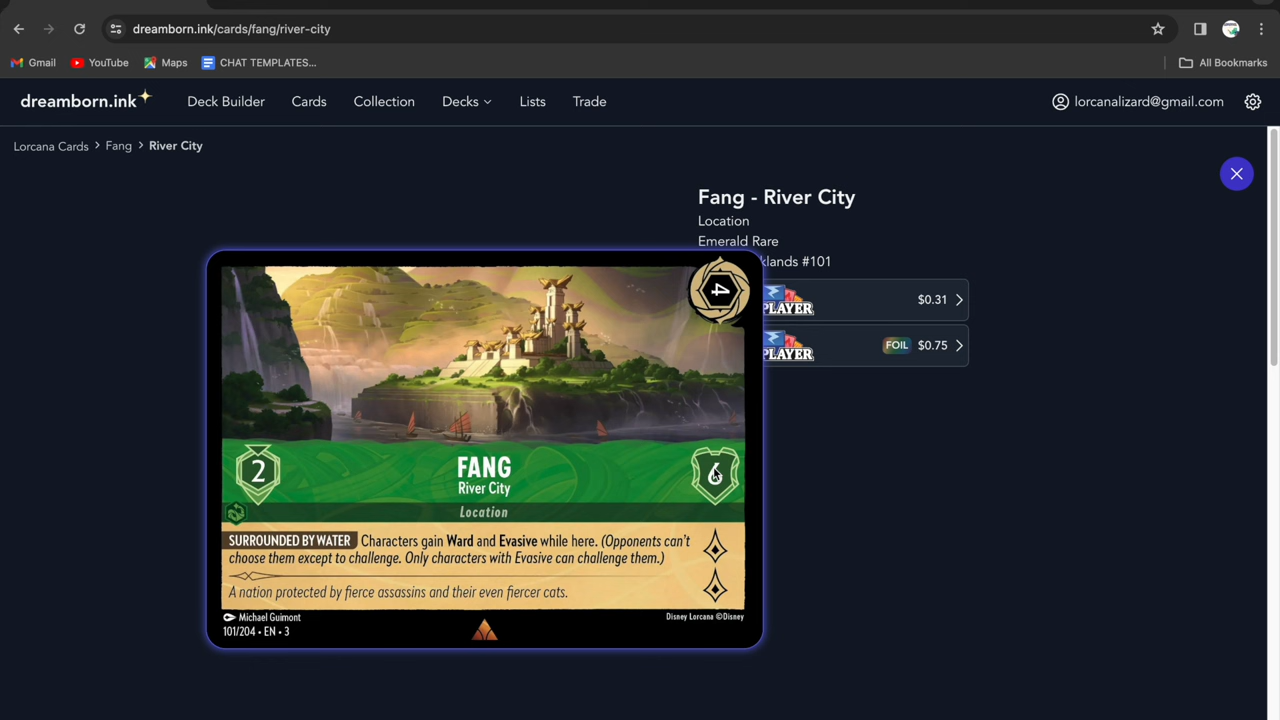 dreamborn.ink/cards/fang/river-city
Gmail
YouTube
Maps
CHAT TEMPLATES...
All Bookmarks
dreamborn.ink
Deck Builder
Cards
Collection
Decks
Lists
Trade
lorcanalizard@gmail.com
Lorcana Cards > Fang > River City
Fang - River City
Location
Emerald Rare
klands #101
PLAYER
$0.31
PLAYER
FOIL
$0.75
4
2
FANG
6
River City
Location
SURROUNDED BY WATER Characters gain Ward and Evasive while here. (Opponents can't
choose them except to challenge. Only characters with Evasive can challenge them.)
A nation protected by fierce assassins and their even fiercer cats.
Michael Guimont
Disney Lorcana ©Disney
101/204 • EN • 3